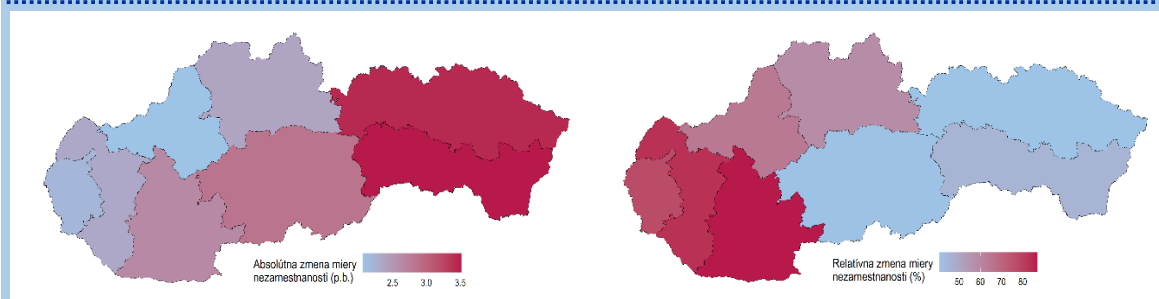 Absolútna zmena miery
nezamestnanosti (p.b.)
2.5 3.0 3.5
Relatívna zmena miery
nezamestnanosti (%)
50 60 70 80